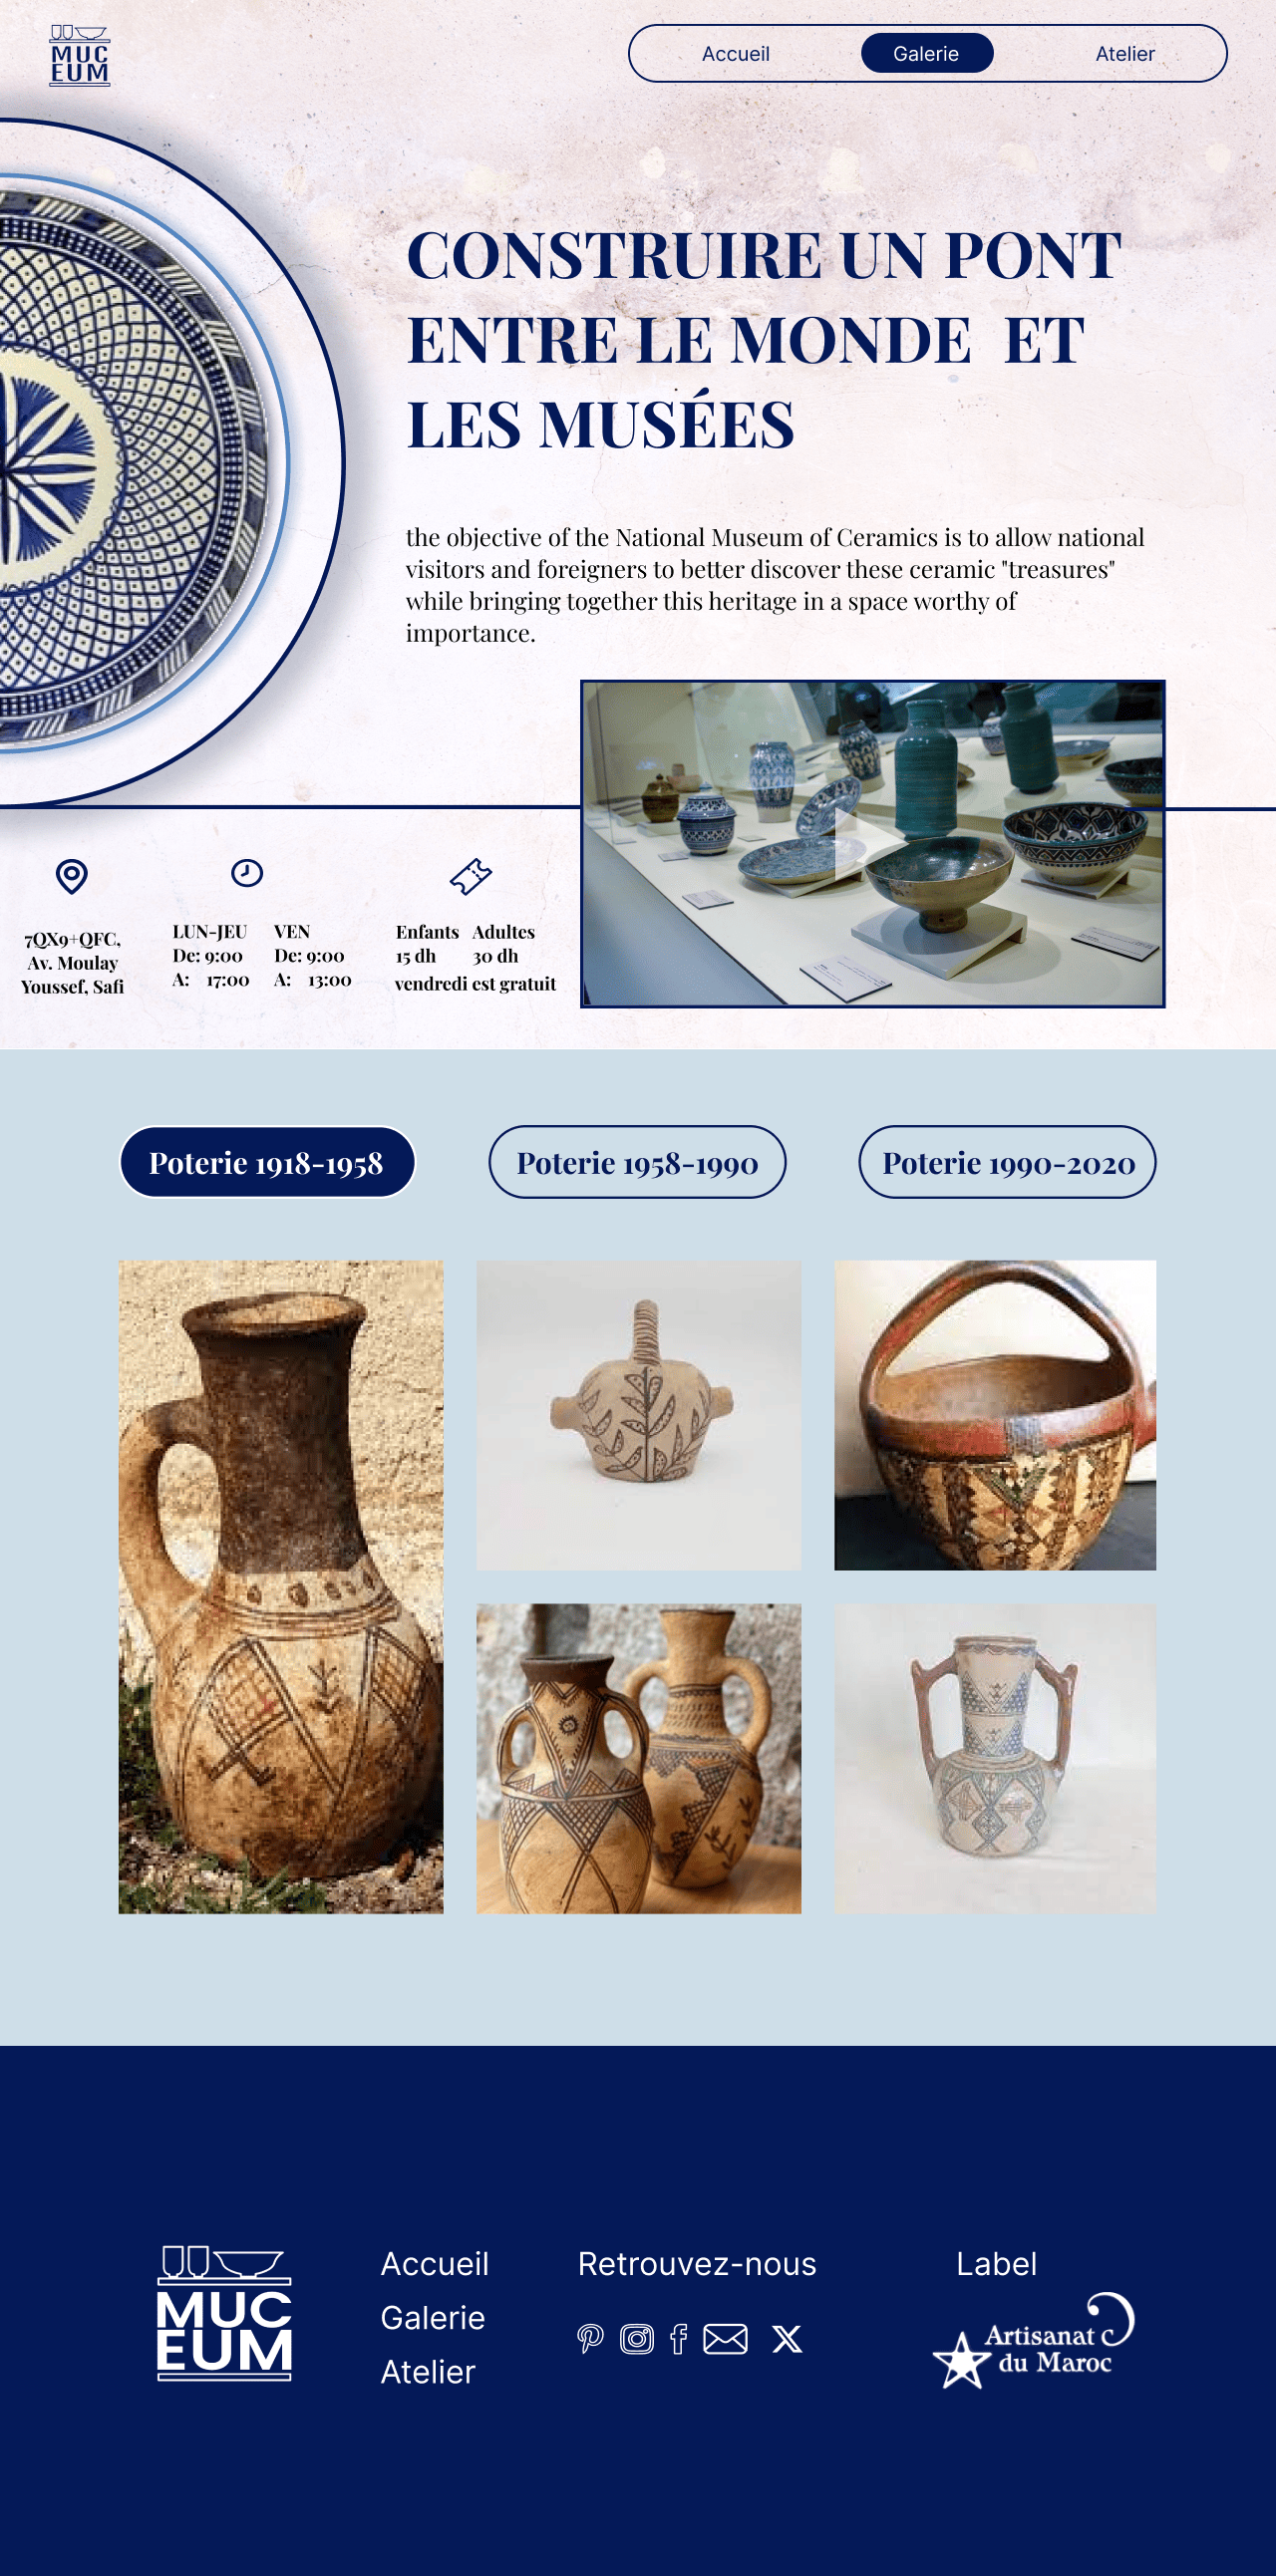 MUC
EUM
Accueil
Galerie
Atelier
CONSTRUIRE UN PONT
ENTRE LE MONDE ET
LES MUSÉES
the objective of the National Museum of Ceramics is to allow national
visitors and foreigners to better discover these ceramic "treasures"
while bringing together this heritage in a space worthy of
importance.
7QX9+QFC,
Av. Moulay
Youssef, Safi
LUN-JEU
De: 9:00
A: 17:00
VEN
De: 9:00
A: 13:00
Enfants
15 dh
Adultes
30 dh
vendredi est gratuit
Poterie 1918-1958
Poterie 1958-1990
Poterie 1990-2020
MUC
EUM
Accueil
Galerie
Atelier
Retrouvez-nous
Label
Artisanat
du Maroc